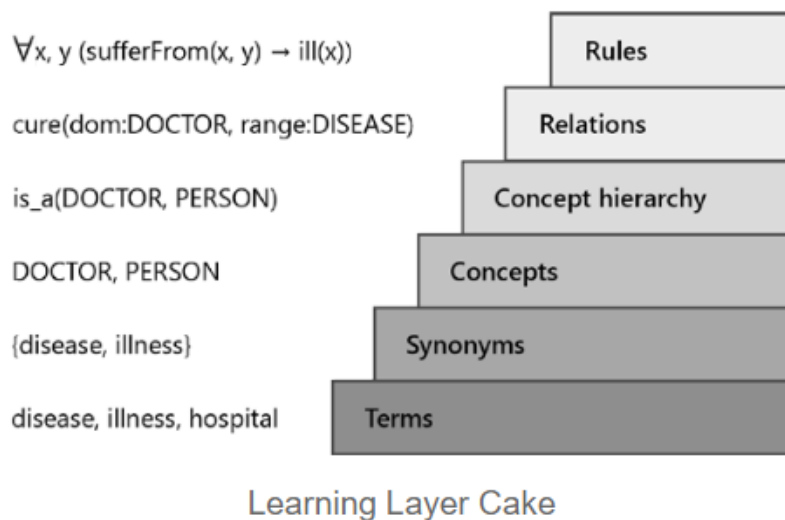 ∀x, y (sufferFrom(x, y) → ill(x)) Rules
cure(dom:DOCTOR, range:DISEASE) Relations
is_a(DOCTOR, PERSON) Concept hierarchy
DOCTOR, PERSON Concepts
{disease, illness} Synonyms
disease, illness, hospital Terms
Learning Layer Cake